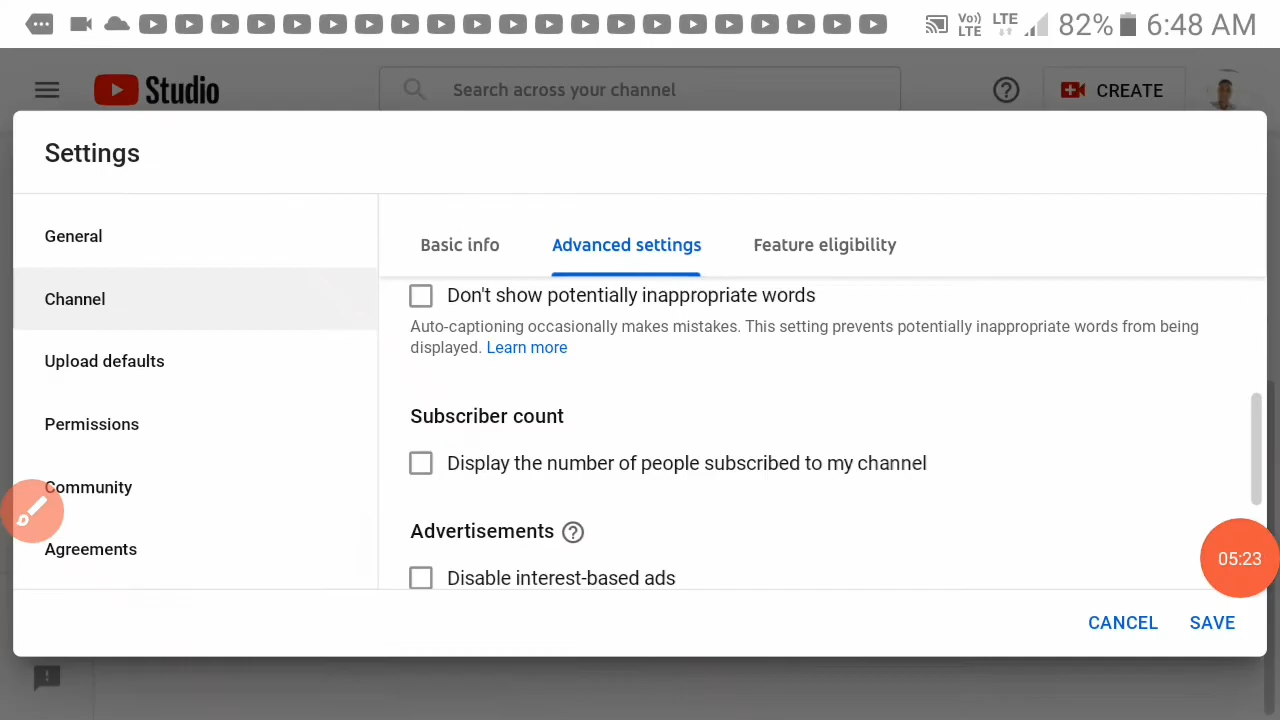 Vo)) LTE LTE 82% 6:48 AM
Studio
Search across your channel
CREATE
Settings
General
Channel
Upload defaults
Permissions
Community
Agreements
Basic info
Advanced settings
Feature eligibility
Don't show potentially inappropriate words
Auto-captioning occasionally makes mistakes. This setting prevents potentially inappropriate words from being
displayed. Learn more
Subscriber count
Display the number of people subscribed to my channel
Advertisements
Disable interest-based ads
05:23
CANCEL SAVE